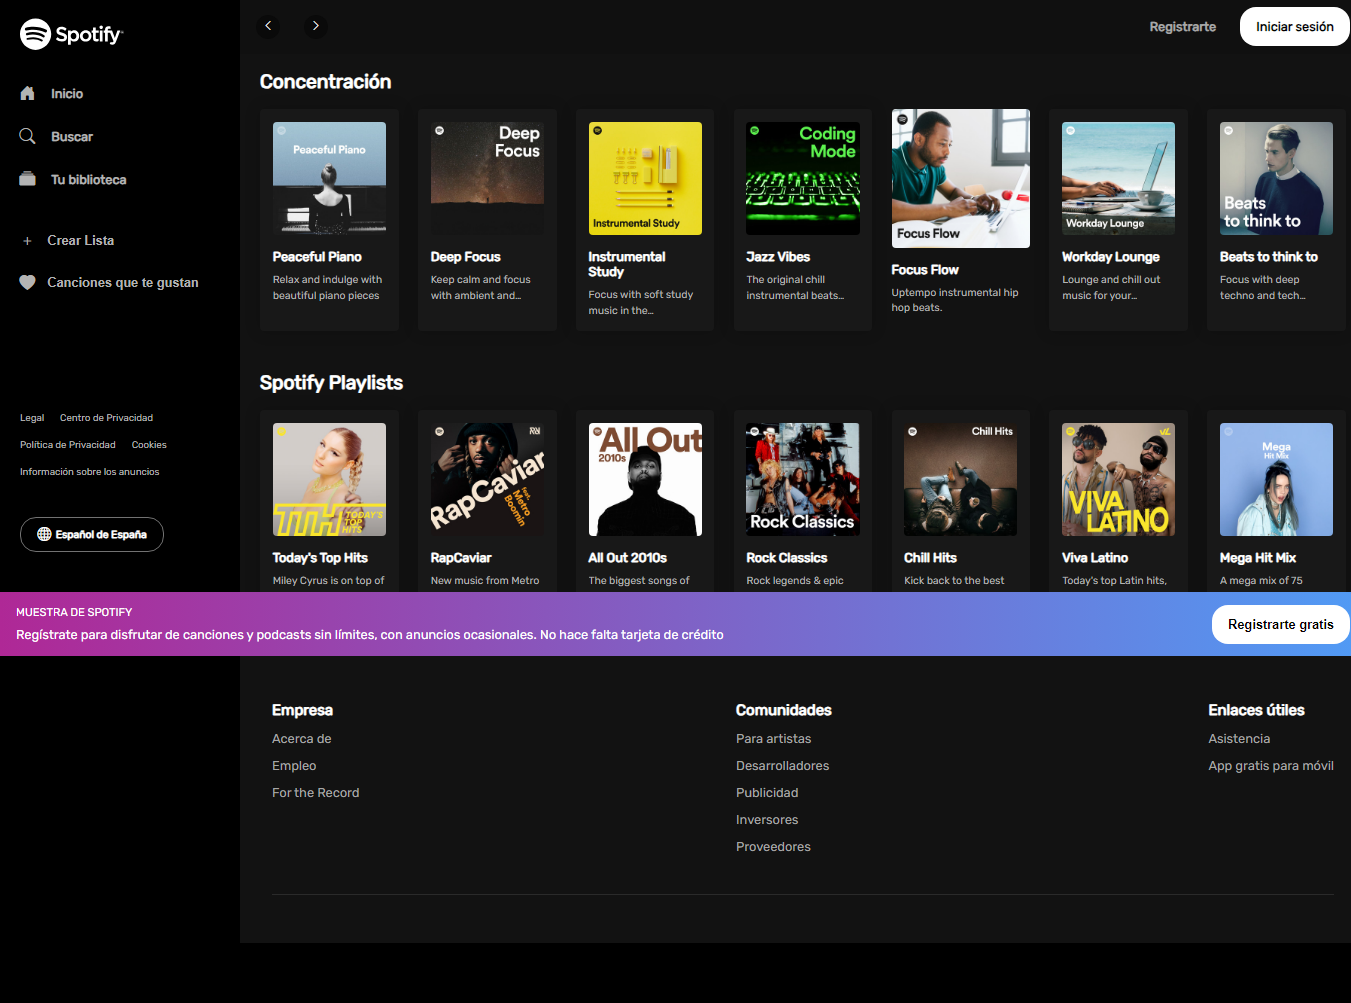 Spotify
Registrarte
Iniciar sesión
Inicio
Buscar
Tu biblioteca
+ Crear Lista
Canciones que te gustan
Legal Centro de Privacidad
Política de Privacidad Cookies
Información sobre los anuncios
Español de España
Concentración
Peaceful Piano
Peaceful Piano
Relax and indulge with
beautiful piano pieces
Deep
Focus
Deep Focus
Keep calm and focus
with ambient and…
Instrumental Study
Instrumental
Study
Focus with soft study
music in the…
Coding
Mode
Jazz Vibes
The original chill
instrumental beats…
Focus Flow
Focus Flow
Uptempo instrumental hip
hop beats.
Workday Lounge
Workday Lounge
Lounge and chill out
music for your…
Beats
to think to
Beats to think to
Focus with deep
techno and tech…
Spotify Playlists
TTH TODAY'S
TOP
HITS
Today's Top Hits
Miley Cyrus is on top of
RapCaviar
feat.
Metro
Boomin
RapCaviar
New music from Metro
All Out
2010s
All Out 2010s
The biggest songs of
Rock Classics
Rock Classics
Rock legends & epic
Chill Hits
Chill Hits
Kick back to the best
VL
VIVA
LATINO
Viva Latino
Today's top Latin hits,
Mega
Hit Mix
Mega Hit Mix
A mega mix of 75
MUESTRA DE SPOTIFY
Regístrate para disfrutar de canciones y podcasts sin límites, con anuncios ocasionales. No hace falta tarjeta de crédito
Registrarte gratis
Empresa
Acerca de
Empleo
For the Record
Comunidades
Para artistas
Desarrolladores
Publicidad
Inversores
Proveedores
Enlaces útiles
Asistencia
App gratis para móvil